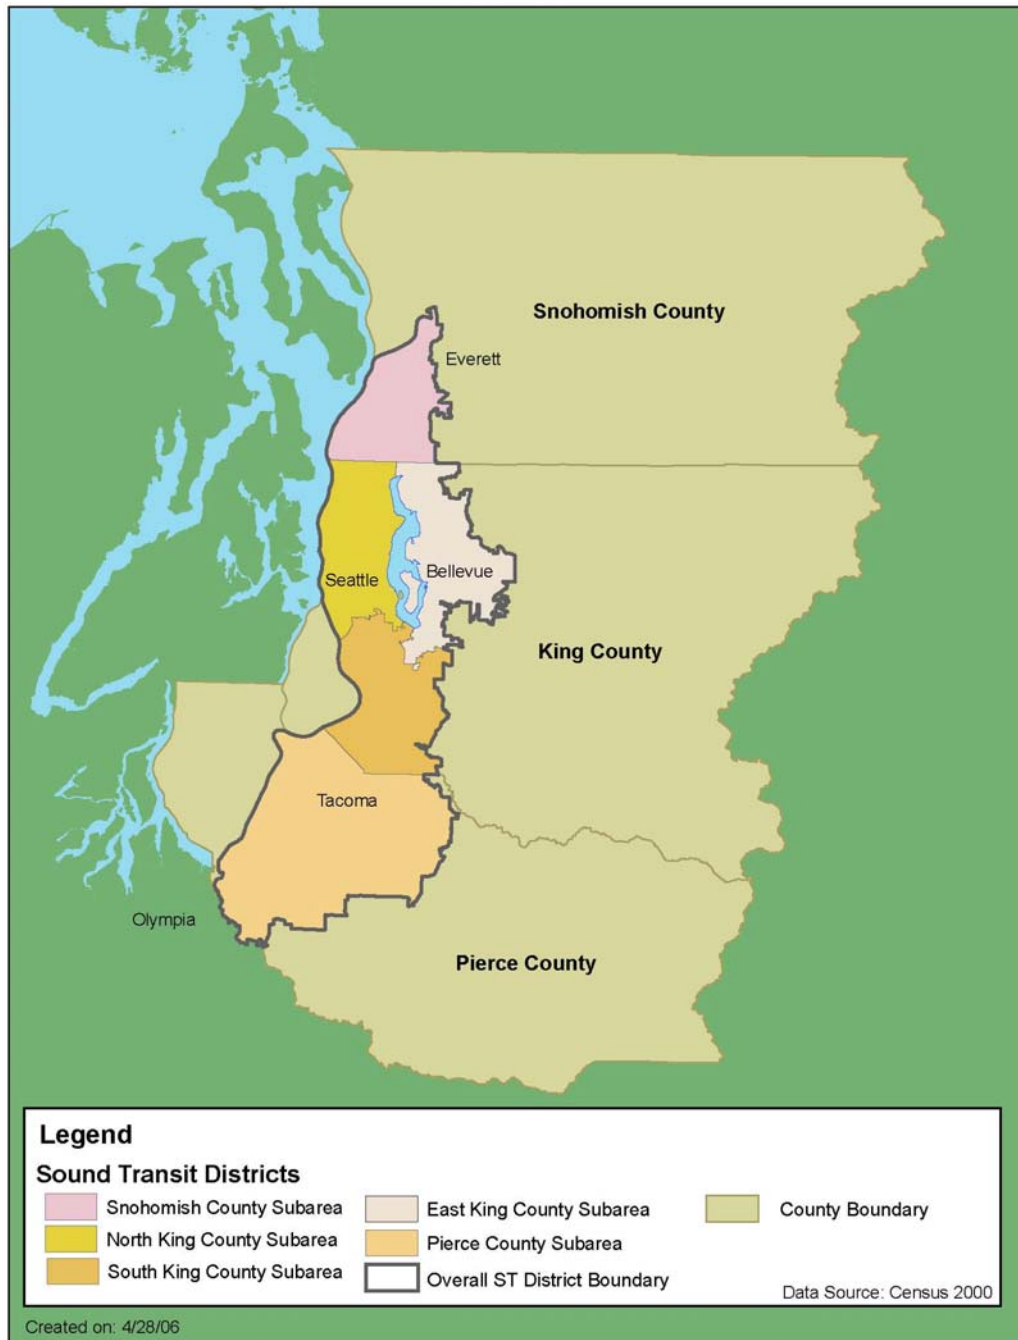 Snohomish County
Everett
Bellevue
Seattle
King County
Tacoma
Olympia
Pierce County
Legend
Sound Transit Districts
Snohomish County Subarea
North King County Subarea
South King County Subarea
East King County Subarea
Pierce County Subarea
Overall ST District Boundary
County Boundary
Data Source: Census 2000
Created on: 4/28/06